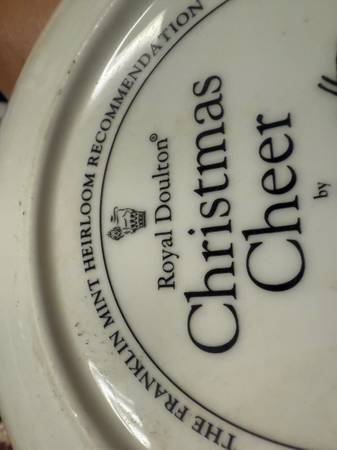 THE FRANKLIN MINT HEIRLOOM RECOMMENDATION
Royal Doulton®
Christmas
Cheer
by